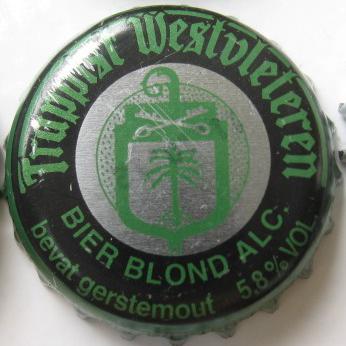 Trappist Westvleteren
BIER BLOND ALC.
bevat gerstemout 5.8% VOL.